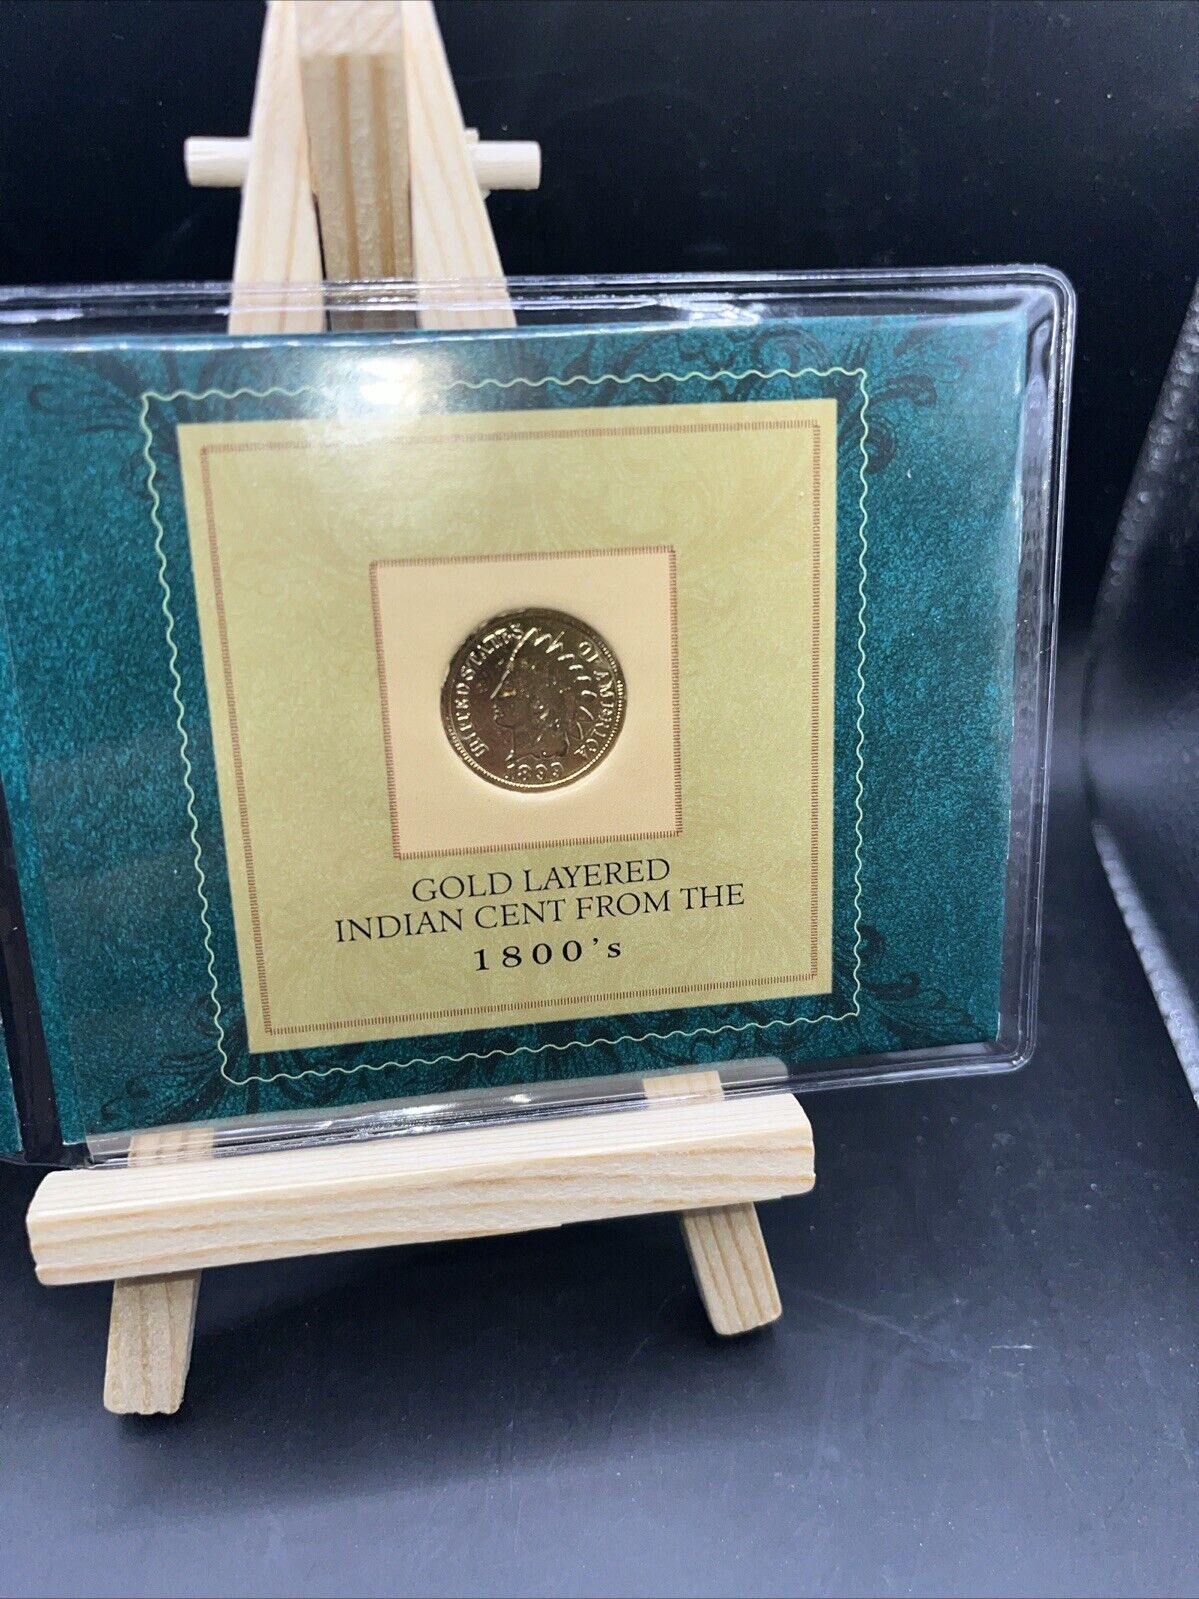 UNITED STATES OF AMERICA
GOLD LAYERED
INDIAN CENT FROM THE
1800's